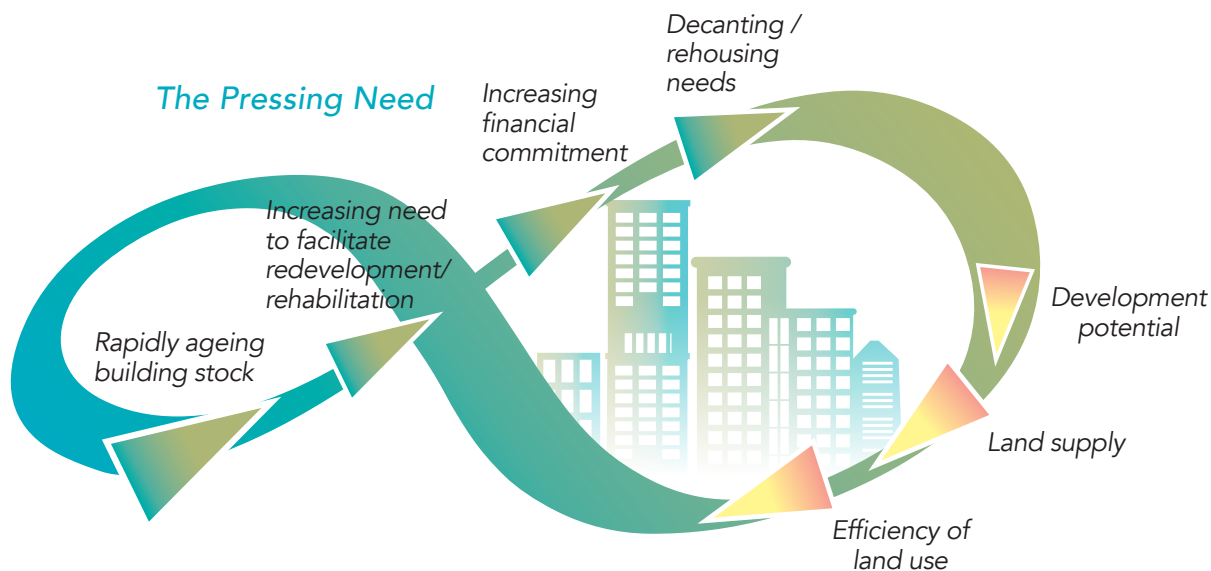 The Pressing Need
Rapidly ageing
building stock
Increasing need
to facilitate
redevelopment/
rehabilitation
Increasing
financial
commitment
Decanting /
rehousing
needs
Development
potential
Land supply
Efficiency of
land use